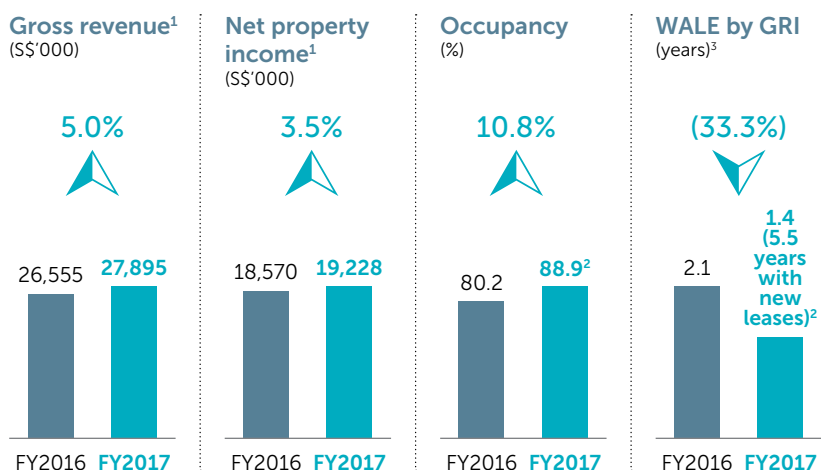 Gross revenue¹
(S$'000)
5.0%
26,555
27,895
FY2016
FY2017
Net property
income¹
(S$'000)
3.5%
18,570
19,228
FY2016
FY2017
Occupancy
(%)
10.8%
80.2
88.9²
FY2016
FY2017
WALE by GRI
(years)³
(33.3%)
2.1
1.4
(5.5
years
with
new
leases)²
FY2016
FY2017